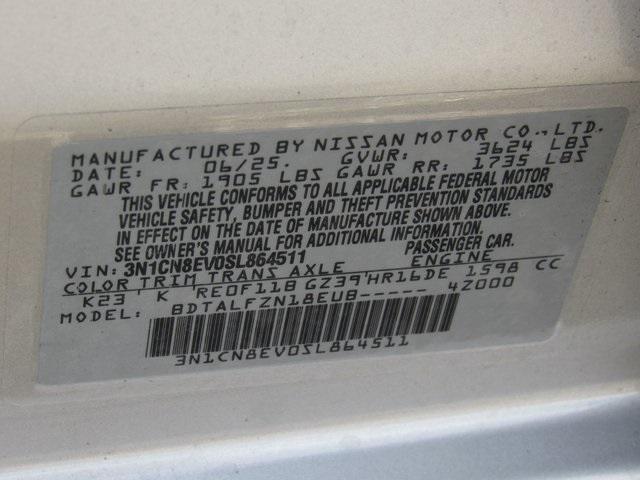 MANUFACTURED BY NISSAN MOTOR CO., LTD.
DATE: 06/25. GVWR: 3624 LBS
GAWR FR: 1905 LBS GAWR RR: 1735 LBS
THIS VEHICLE CONFORMS TO ALL APPLICABLE FEDERAL MOTOR
VEHICLE SAFETY, BUMPER AND THEFT PREVENTION STANDARDS
IN EFFECT ON THE DATE OF MANUFACTURE SHOWN ABOVE.
SEE OWNER'S MANUAL FOR ADDITIONAL INFORMATION.
VIN: 3N1CN8EV0SL864511 PASSENGER CAR.
COLOR TRIM TRANS AXLE ENGINE
K23 K RE0F11B GZ39 HR16DE 1598 CC
MODEL: BDTALFZN18EUB----- 4Z000
3N1CN8EV0SL864511